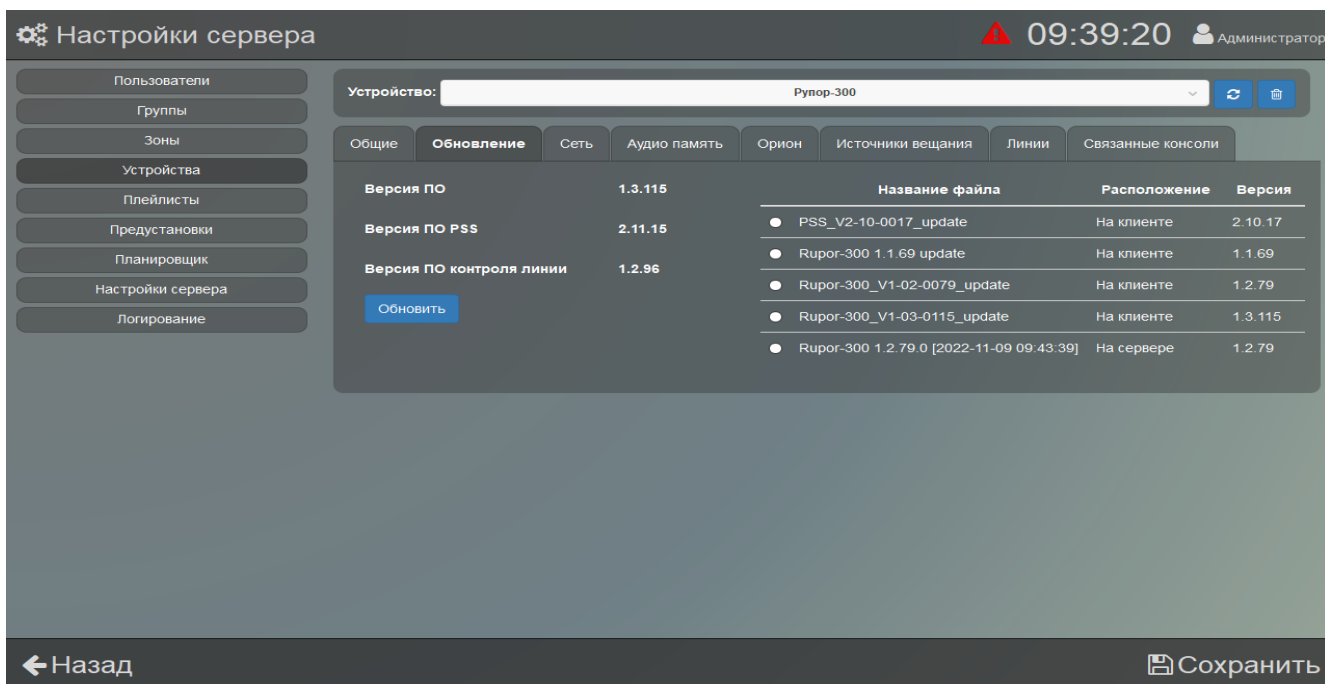 Настройки сервера
09:39:20 Администратор
Пользователи
Группы
Зоны
Устройства
Плейлисты
Предустановки
Планировщик
Настройки сервера
Логирование
Устройство: Рупор-300
Общие Обновление Сеть Аудио память Орион Источники вещания Линии Связанные консоли
Версия ПО 1.3.115
Версия ПО PSS 2.11.15
Версия ПО контроля линии 1.2.96
Обновить
Название файла Расположение Версия
PSS_V2-10-0017_update На клиенте 2.10.17
Rupor-300 1.1.69 update На клиенте 1.1.69
Rupor-300_V1-02-0079_update На клиенте 1.2.79
Rupor-300_V1-03-0115_update На клиенте 1.3.115
Rupor-300 1.2.79.0 [2022-11-09 09:43:39] На сервере 1.2.79
Назад
Сохранить